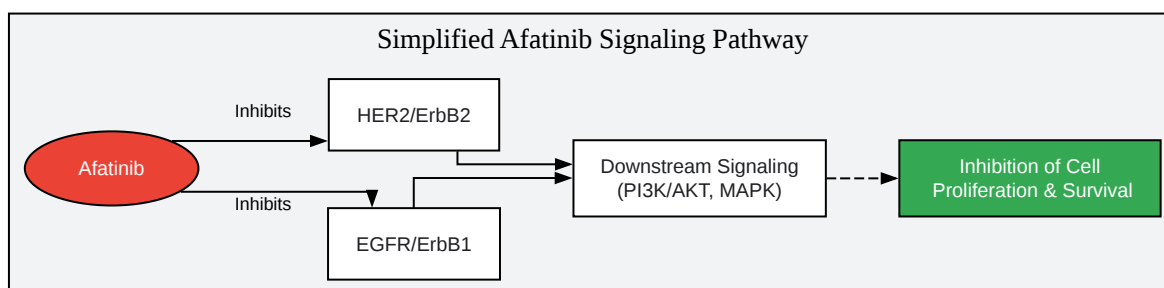 Simplified Afatinib Signaling Pathway
Inhibits
HER2/ErbB2
Afatinib
Downstream Signaling
(PI3K/AKT, MAPK)
Inhibition of Cell
Proliferation & Survival
Inhibits
EGFR/ErbB1